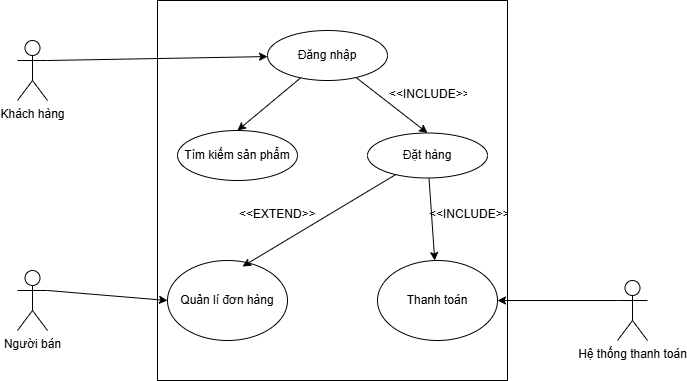 Đăng nhập
<<INCLUDE>>
Khách hàng
Tìm kiếm sản phẩm
Đặt hàng
<<EXTEND>>
<<INCLUDE>>
Quản lí đơn hàng
Thanh toán
Người bán
Hệ thống thanh toán